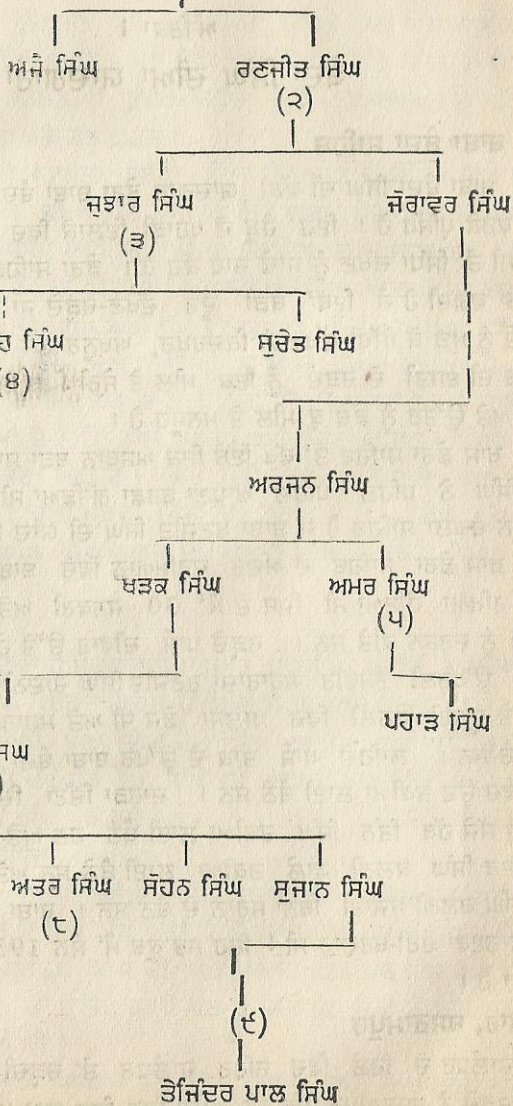 ਅਜੈ ਸਿੰਘ ਰਣਜੀਤ ਸਿੰਘ
(੨)
ਜੁਝਾਰ ਸਿੰਘ ਜੋਰਾਵਰ ਸਿੰਘ
(੩)
ਸਿੰਘ ਸੁਚੇਤ ਸਿੰਘ
(੪)
ਅਰਜਨ ਸਿੰਘ
ਖੜਕ ਸਿੰਘ ਅਮਰ ਸਿੰਘ
(੫)
ਪਹਾੜ ਸਿੰਘ
ਅਤਰ ਸਿੰਘ ਸੋਹਨ ਸਿੰਘ ਸੁਜਾਨ ਸਿੰਘ
(੮)
(੯)
ਤੇਜਿੰਦਰ ਪਾਲ ਸਿੰਘ